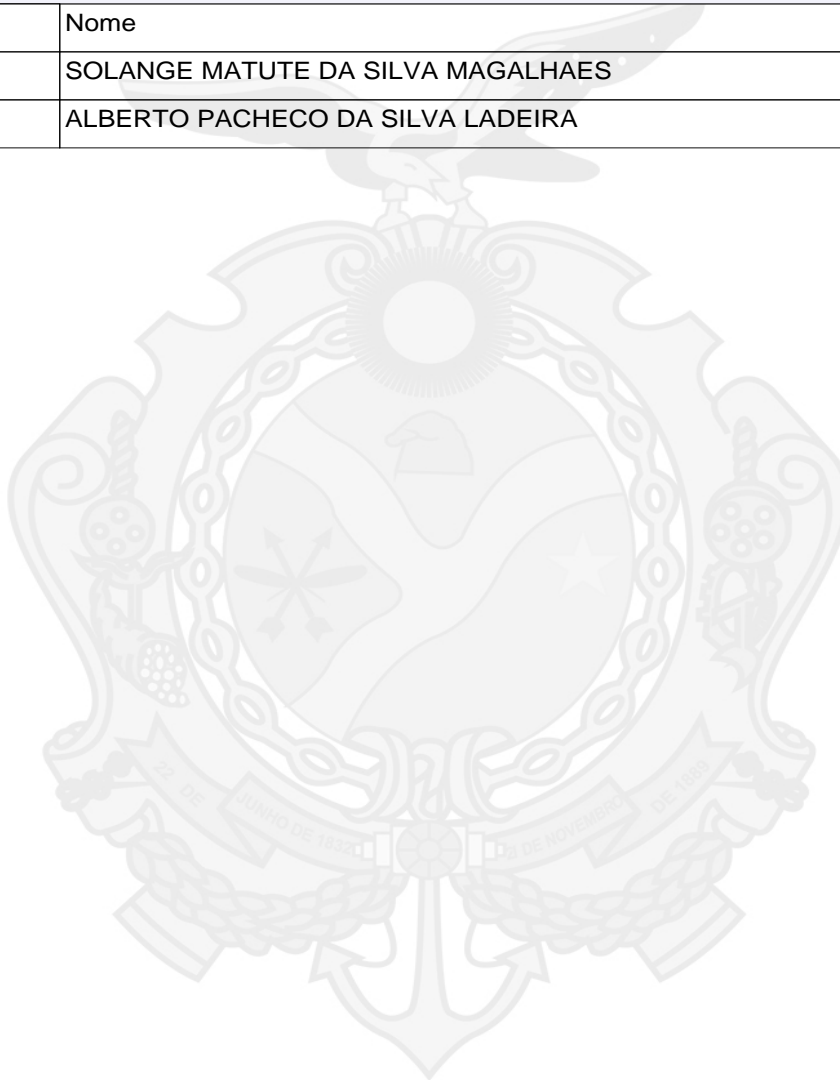 Nome
SOLANGE MATUTE DA SILVA MAGALHAES
ALBERTO PACHECO DA SILVA LADEIRA
22 DE
JUNHO DE 1832
21 DE NOVEMBRO
DE 1889